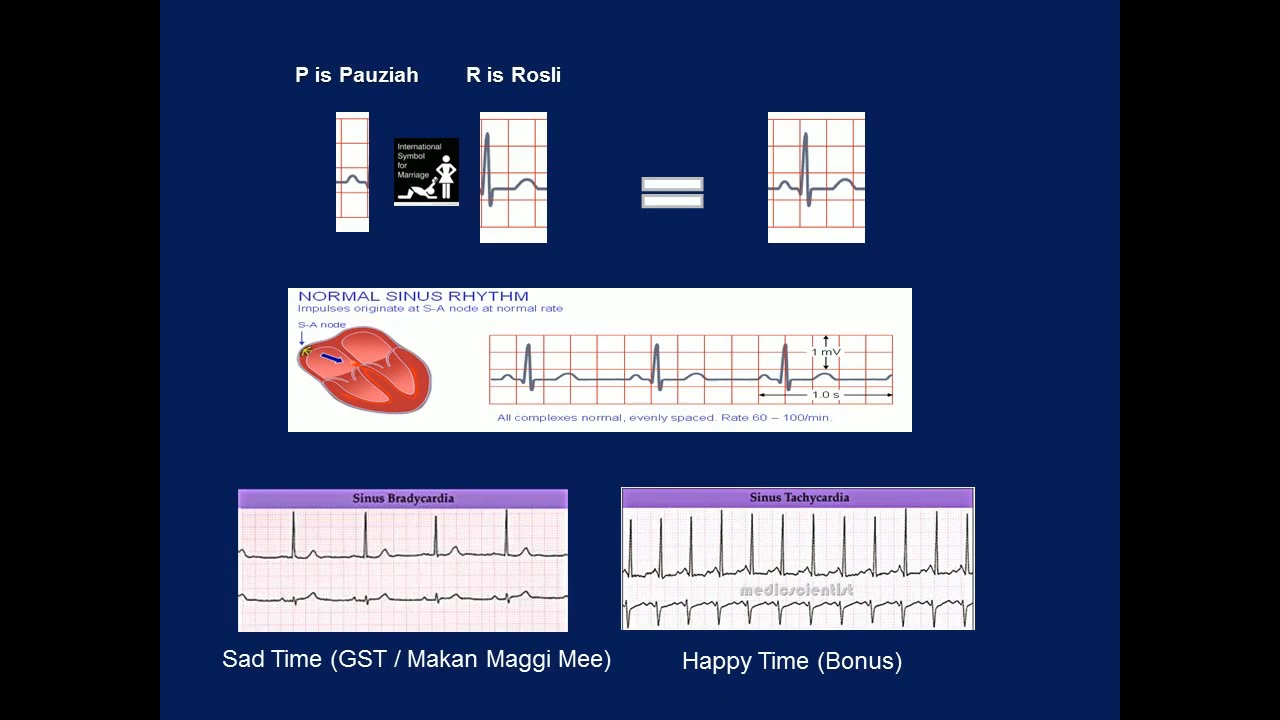 P is Pauziah
R is Rosli
International
Symbol
for
Marriage
NORMAL SINUS RHYTHM
Impulses originate at S-A node at normal rate
S-A node
1 mV
1.0 s
All complexes normal, evenly spaced. Rate 60 – 100/min.
Sinus Bradycardia
Sinus Tachycardia
medicscientist
Sad Time (GST / Makan Maggi Mee)
Happy Time (Bonus)